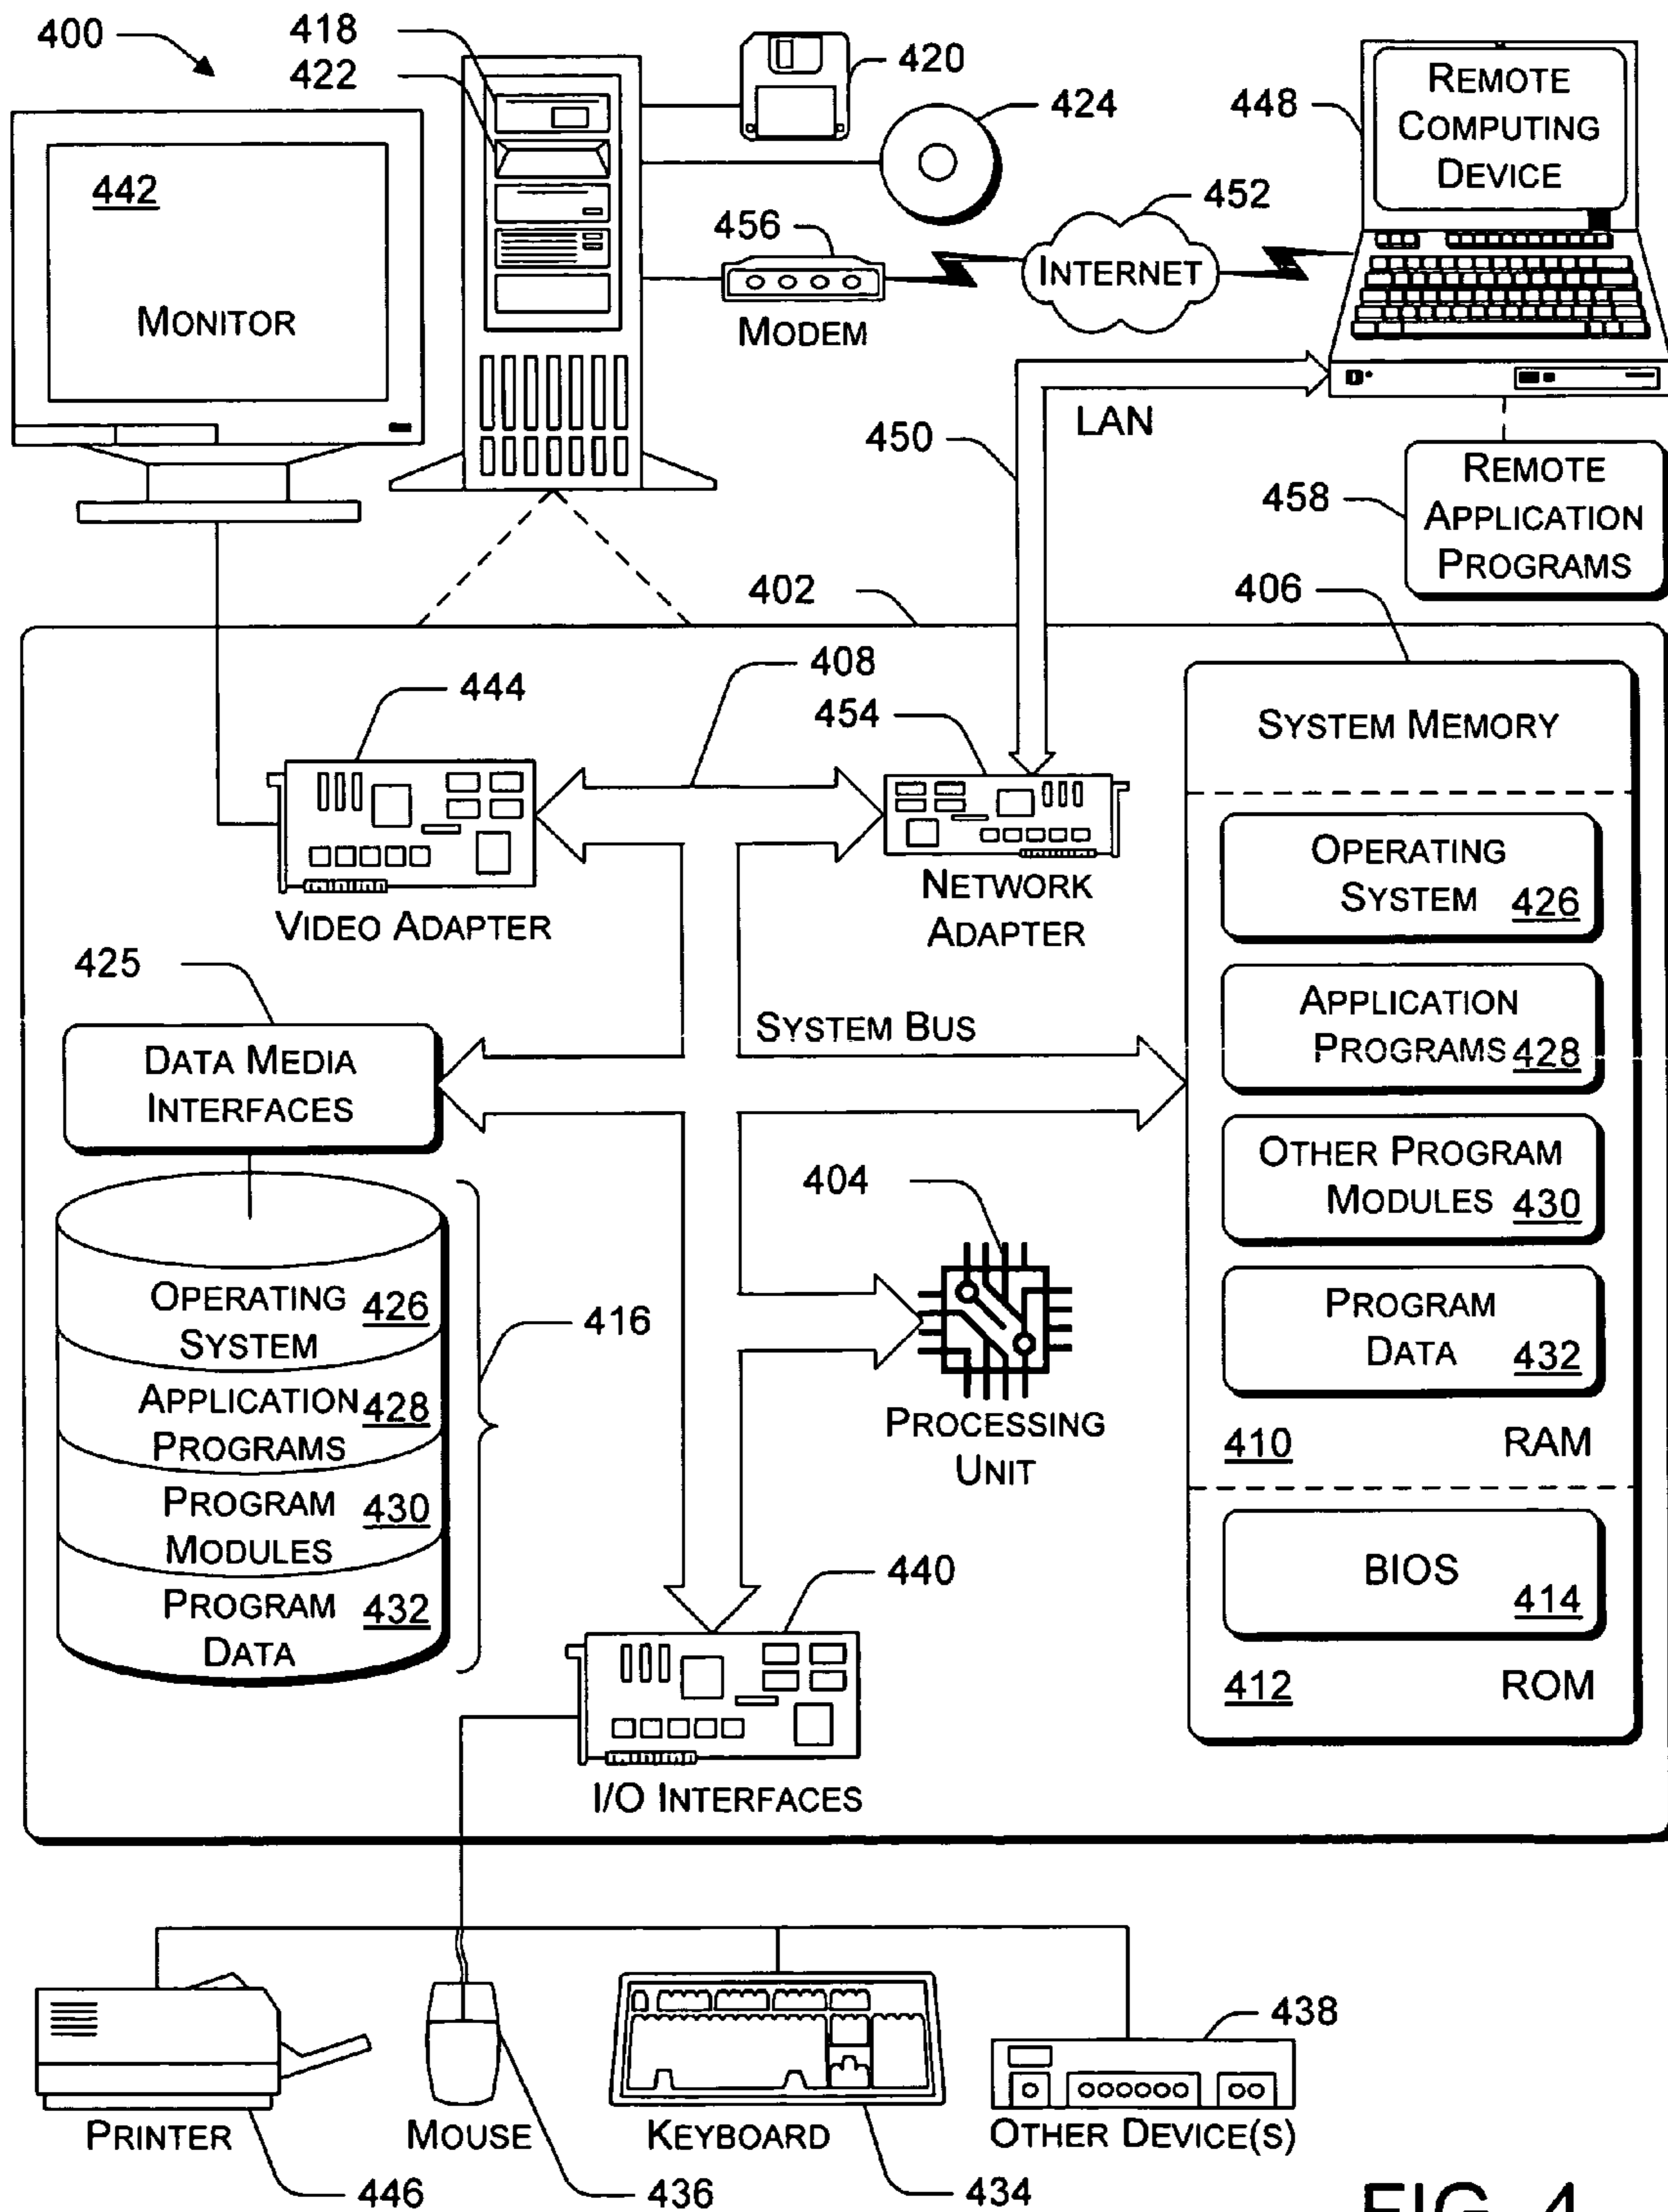 400
418
422
420
424
448
REMOTE
COMPUTING
DEVICE
442
MONITOR
456
MODEM
452
INTERNET
LAN
450
458
REMOTE
APPLICATION
PROGRAMS
402
406
408
444
454
VIDEO ADAPTER
NETWORK
ADAPTER
SYSTEM MEMORY
OPERATING
SYSTEM 426
APPLICATION
PROGRAMS 428
OTHER PROGRAM
MODULES 430
PROGRAM
DATA 432
410 RAM
BIOS
414
412 ROM
425
DATA MEDIA
INTERFACES
SYSTEM BUS
404
PROCESSING
UNIT
OPERATING 426
SYSTEM
APPLICATION 428
PROGRAMS
PROGRAM 430
MODULES
PROGRAM 432
DATA
416
440
I/O INTERFACES
PRINTER
446
MOUSE
436
KEYBOARD
434
438
OTHER DEVICE(S)
FIG. 4